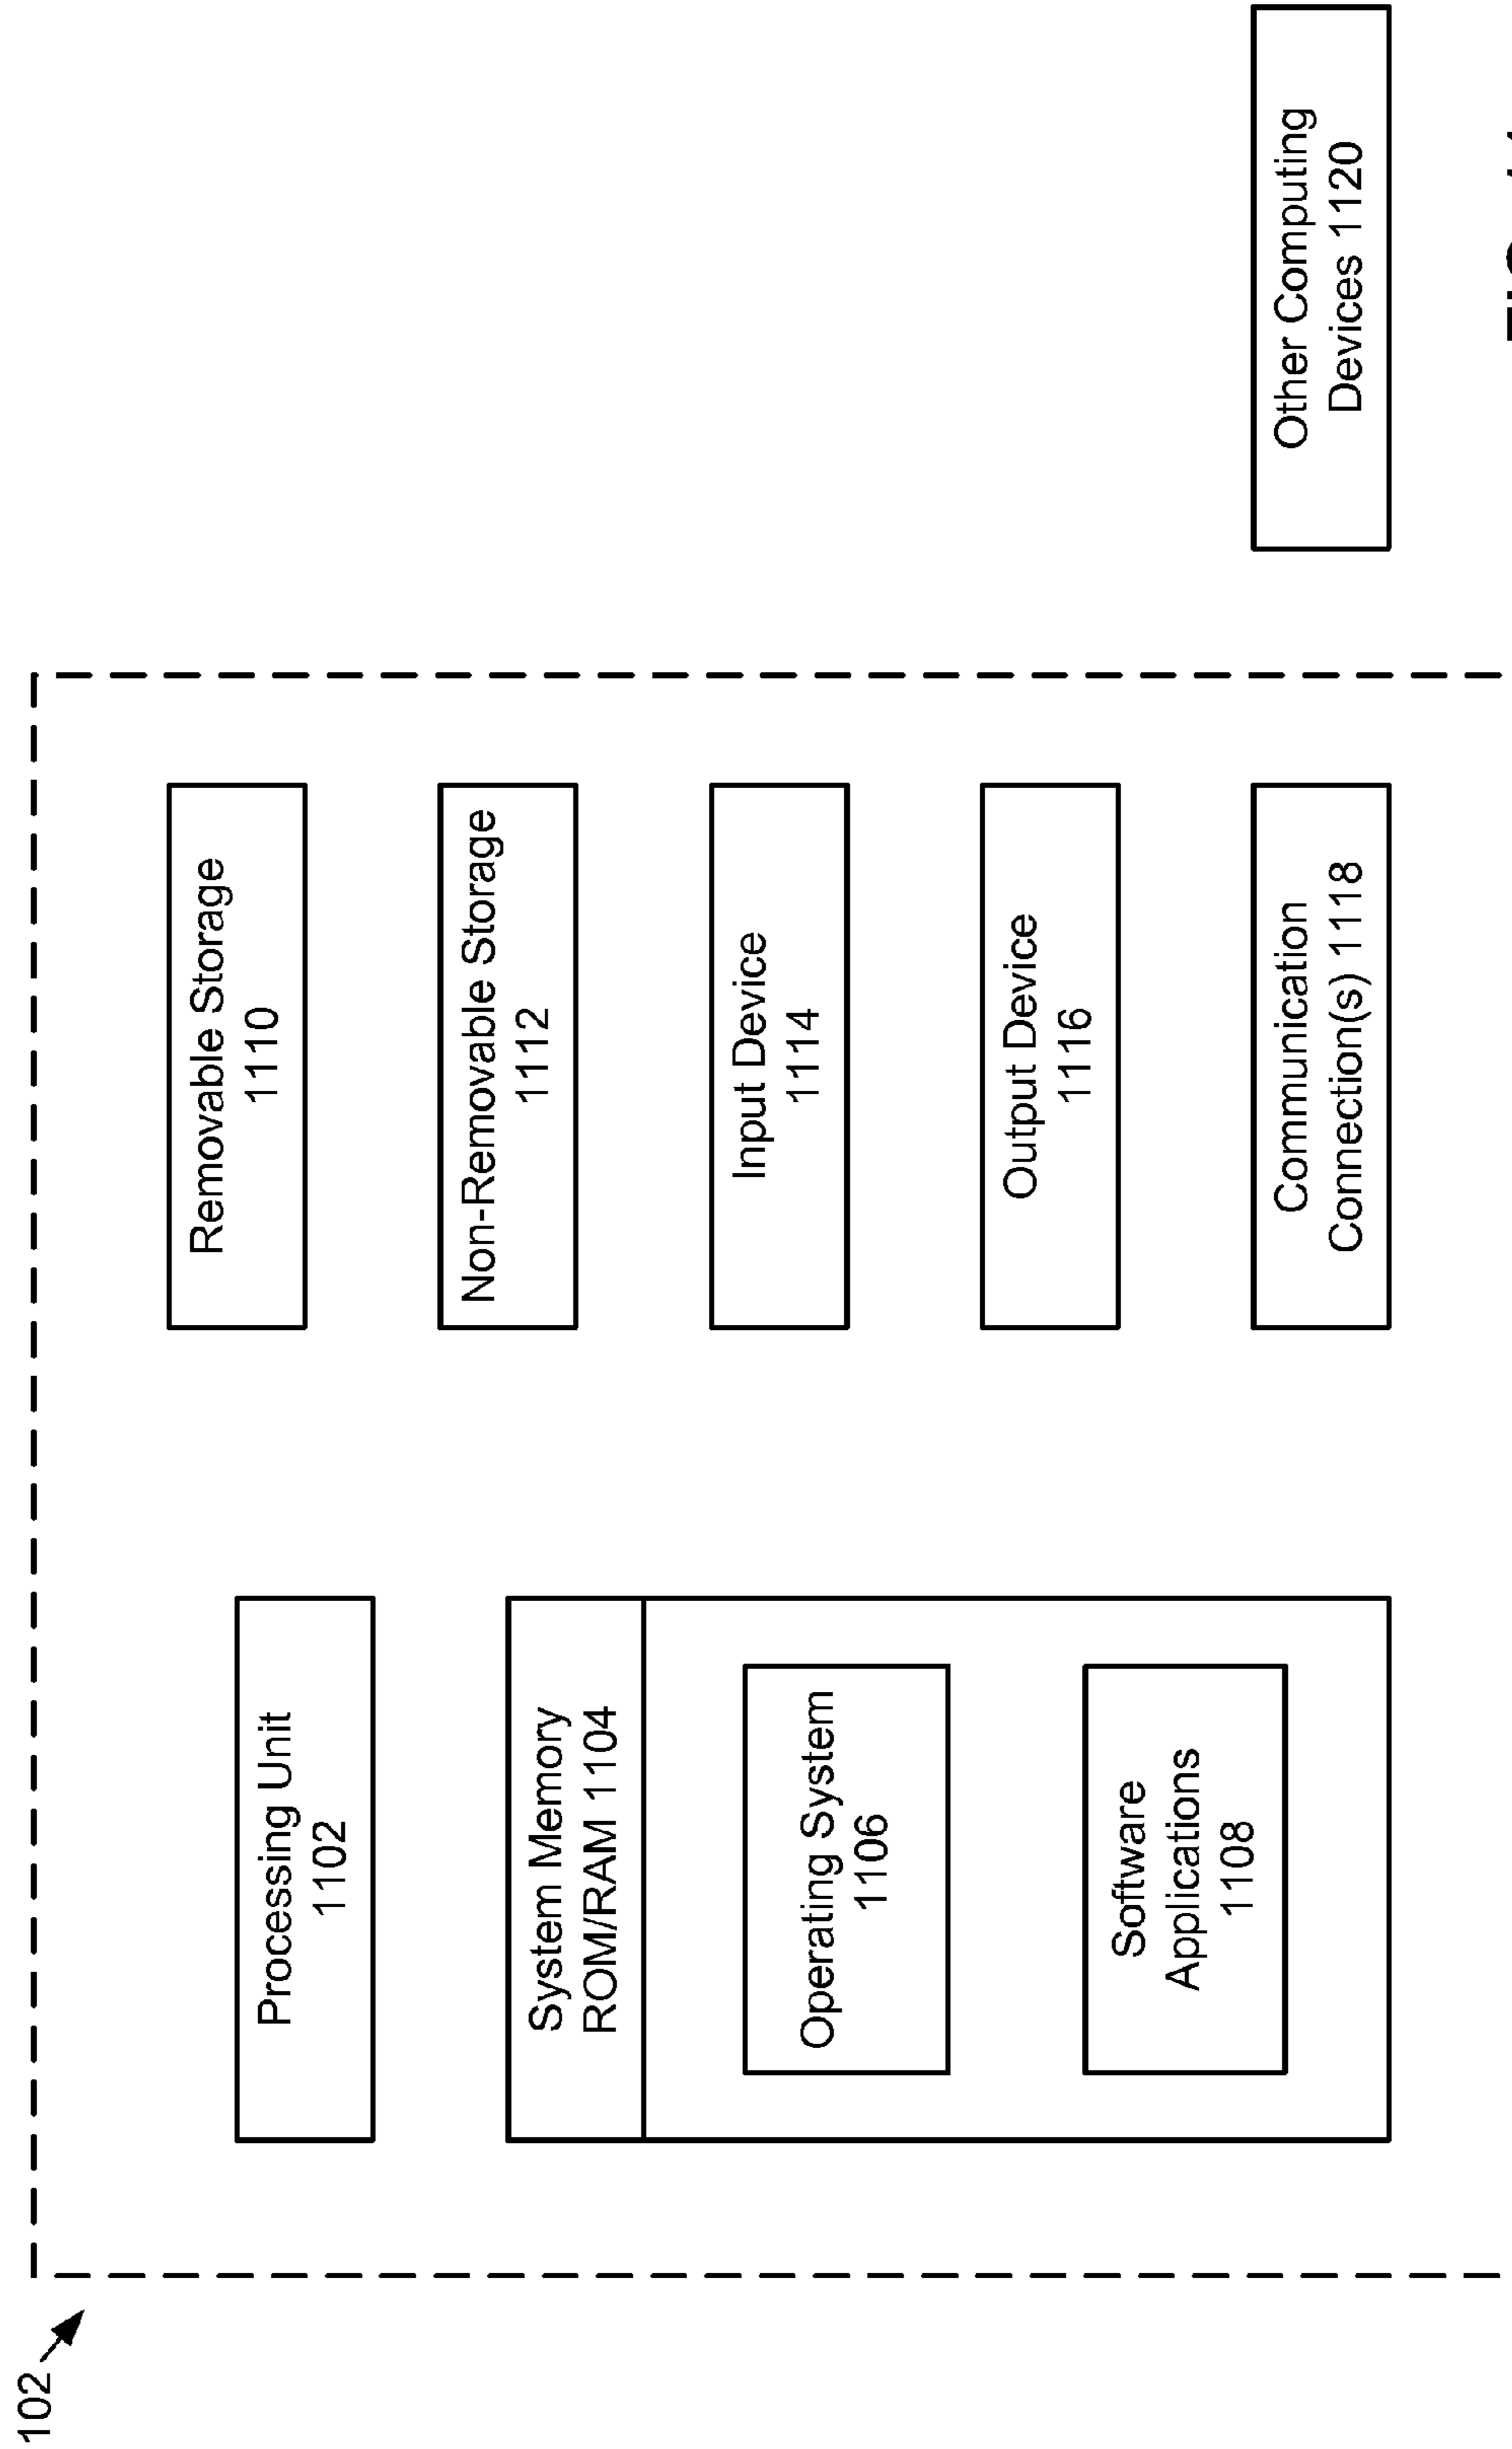 102
Processing Unit
1102
System Memory
ROM/RAM 1104
Operating System
1106
Software
Applications
1108
Removable Storage
1110
Non-Removable Storage
1112
Input Device
1114
Output Device
1116
Communication
Connection(s) 1118
Other Computing
Devices 1120